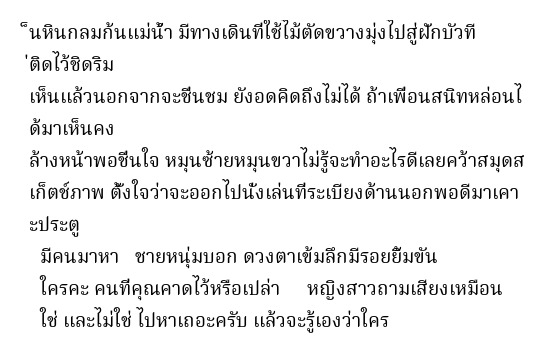 ็นหินกลมก้นแม่น้ำ มีทางเดินที่ใช้ไม้ตัดขวางมุ่งไปสู่ฝักบัวที
่ติดไว้ชิดริม
เห็นแล้วนอกจากจะชื่นชม ยังอดคิดถึงไม่ได้ ถ้าเพื่อนสนิทหล่อนไ
ด้มาเห็นคง
ล้างหน้าพอชื่นใจ หมุนซ้ายหมุนขวาไม่รู้จะทำอะไรดีเลยคว้าสมุดส
เก็ตช์ภาพ ตั้งใจว่าจะออกไปนั่งเล่นที่ระเบียงด้านนอกพอดีมาเคา
ะประตู
มีคนมาหา ชายหนุ่มบอก ดวงตาเข้มลึกมีรอยยิ้มขัน
ใครคะ คนที่คุณคาดไว้หรือเปล่า หญิงสาวถามเสียงเหมือน
ใช่ และไม่ใช่ ไปหาเถอะครับ แล้วจะรู้เองว่าใคร